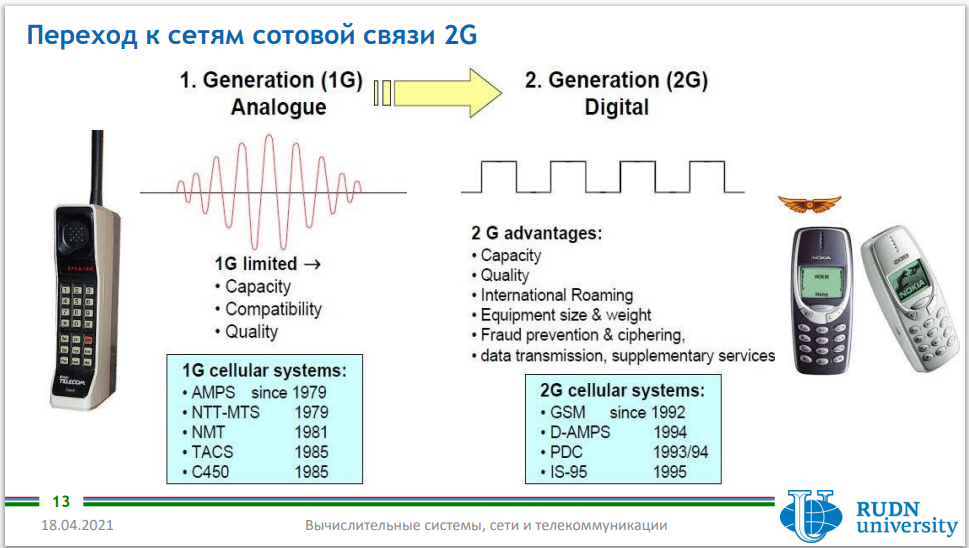 Переход к сетям сотовой связи 2G
1. Generation (1G)
Analogue
2. Generation (2G)
Digital
1G limited →
• Capacity
• Compatibility
• Quality
2 G advantages:
• Capacity
• Quality
• International Roaming
• Equipment size & weight
• Fraud prevention & ciphering,
• data transmission, supplementary services
1G cellular systems:
• AMPS since 1979
• NTT-MTS 1979
• NMT 1981
• TACS 1985
• C450 1985
2G cellular systems:
• GSM since 1992
• D-AMPS 1994
• PDC 1993/94
• IS-95 1995
TELECOM
NOKIA
NOKIA
13
18.04.2021
Вычислительные системы, сети и телекоммуникации
RUDN
university